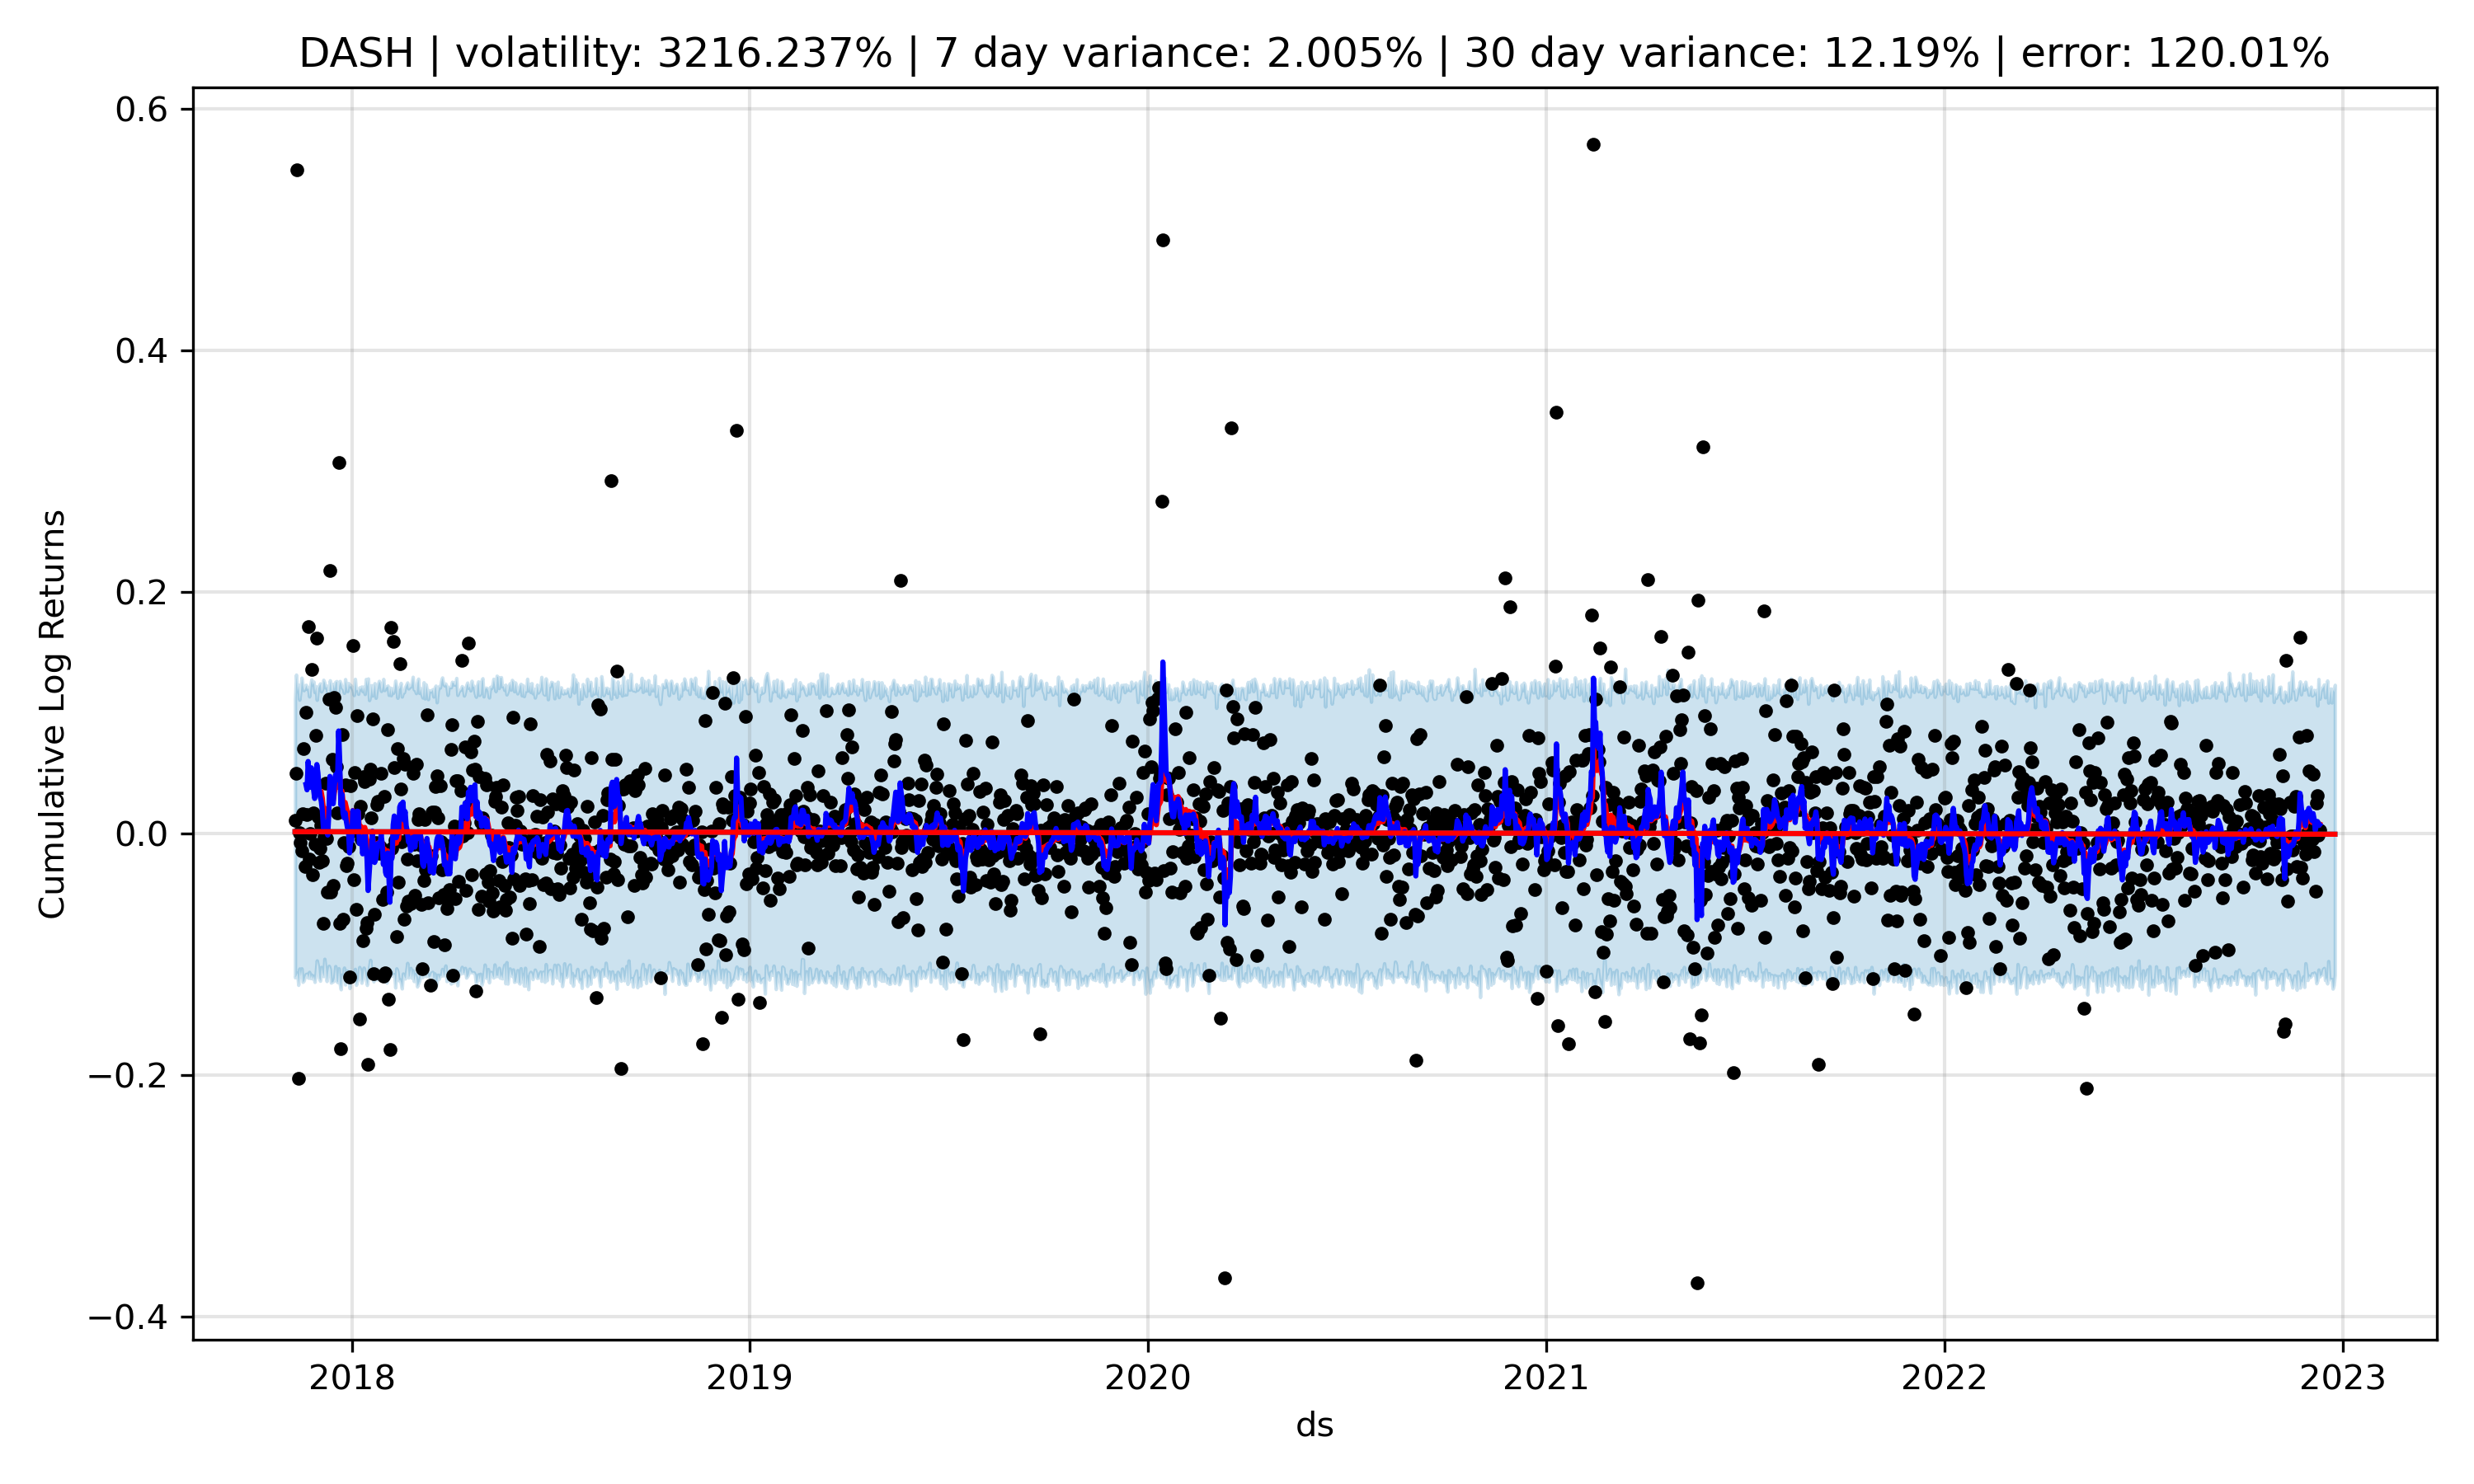 DASH | volatility: 3216.237% | 7 day variance: 2.005% | 30 day variance: 12.19% | error: 120.01%
0.6
0.4
0.2
0.0
−0.2
−0.4
Cumulative Log Returns
2018 2019 2020 2021 2022 2023
ds